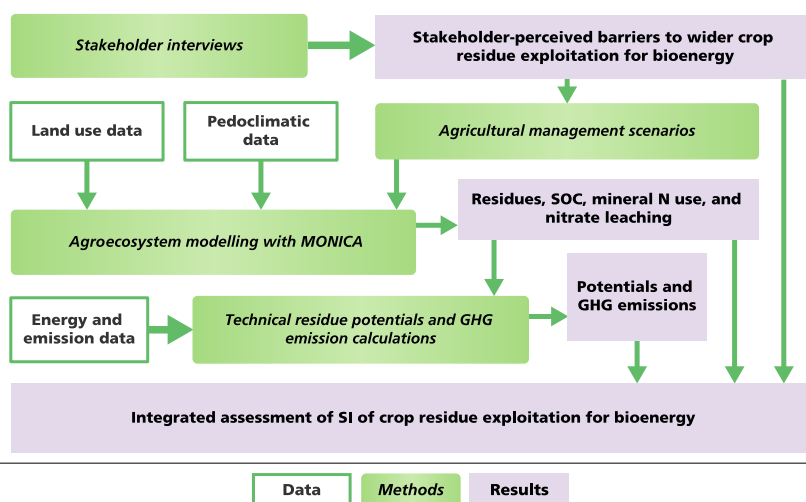 Stakeholder interviews
Stakeholder-perceived barriers to wider crop
residue exploitation for bioenergy
Land use data
Pedoclimatic
data
Agricultural management scenarios
Residues, SOC, mineral N use, and
nitrate leaching
Agroecosystem modelling with MONICA
Potentials and
GHG emissions
Energy and
emission data
Technical residue potentials and GHG
emission calculations
Integrated assessment of SI of crop residue exploitation for bioenergy
Data
Methods
Results